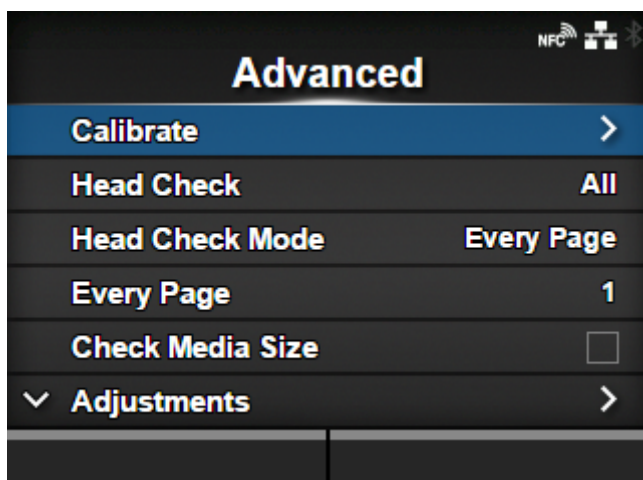 NFC
Advanced
Calibrate
Head Check All
Head Check Mode Every Page
Every Page 1
Check Media Size
Adjustments